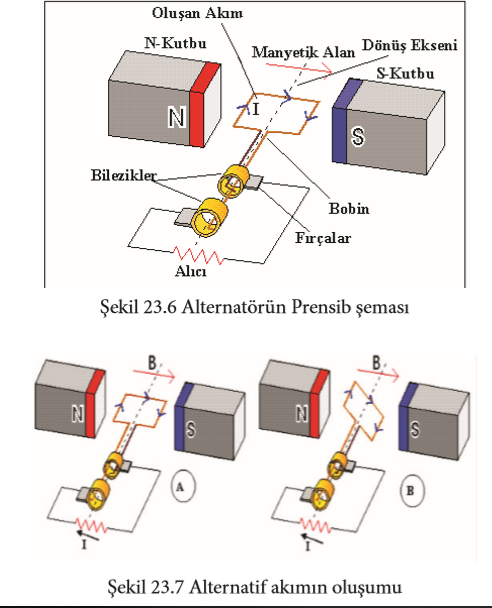 Oluşan Akım
N-Kutbu
Manyetik Alan
Dönüş Ekseni
S-Kutbu
N
I
S
Bilezikler
Bobin
Fırçalar
Alıcı
Şekil 23.6 Alternatörün Prensib şeması
B
N
S
A
I
B
N
S
B
I
Şekil 23.7 Alternatif akımın oluşumu